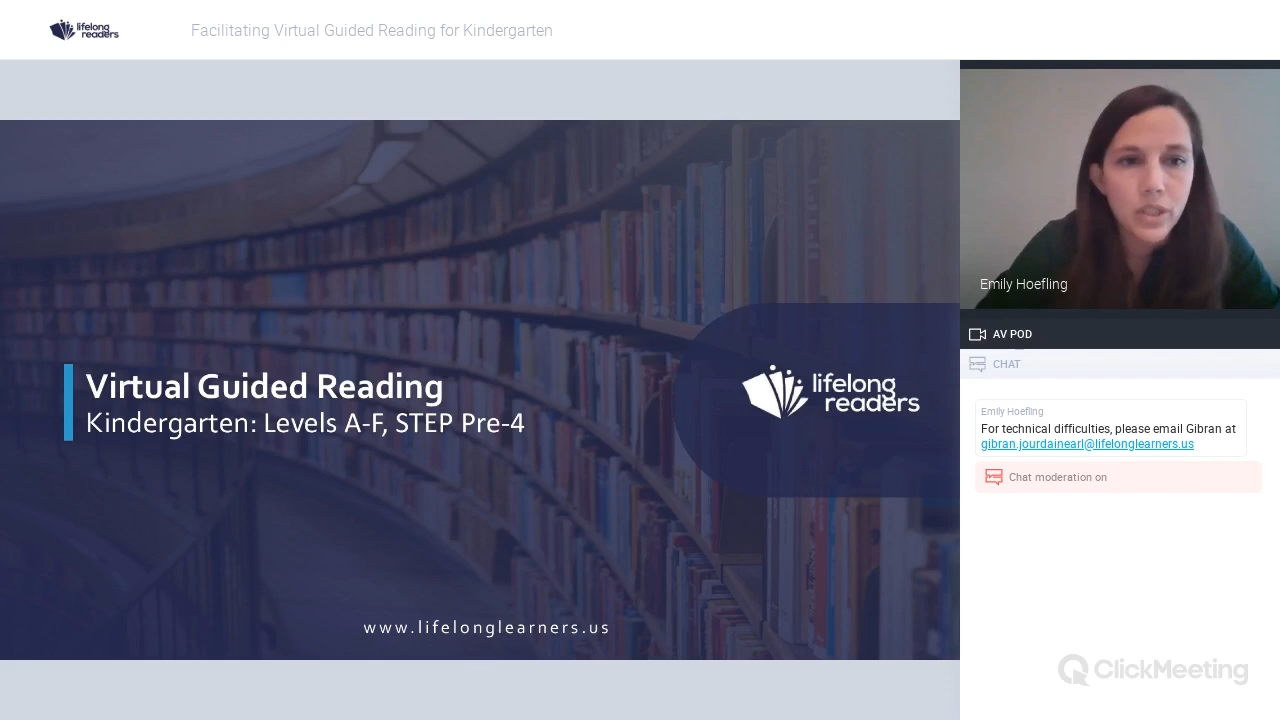 lifelong
readers
Facilitating Virtual Guided Reading for Kindergarten
Virtual Guided Reading
Kindergarten: Levels A-F, STEP Pre-4
lifelong
readers
www.lifelonglearners.us
Emily Hoefling
AV POD
CHAT
Emily Hoefling
For technical difficulties, please email Gibran at
gibran.jourdainearl@lifelonglearners.us
Chat moderation on
ClickMeeting